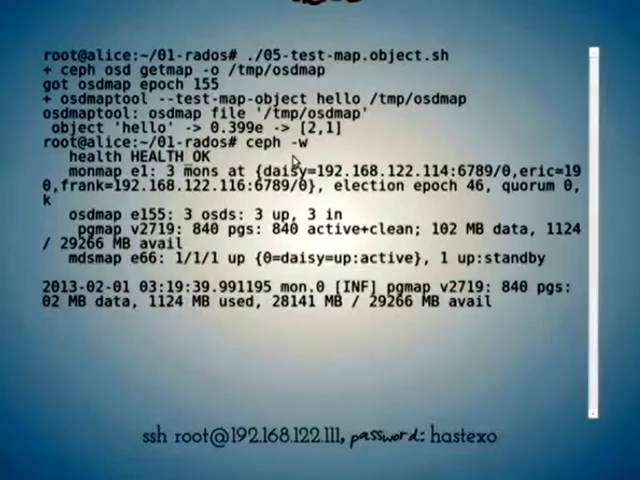 root@alice:~/01-rados# ./05-test-map.object.sh
+ ceph osd getmap -o /tmp/osdmap
got osdmap epoch 155
+ osdmaptool --test-map-object hello /tmp/osdmap
osdmaptool: osdmap file '/tmp/osdmap'
 object 'hello' -> 0.399e -> [2,1]
root@alice:~/01-rados# ceph -w
   health HEALTH_OK
   monmap e1: 3 mons at {daisy=192.168.122.114:6789/0,eric=19
0,frank=192.168.122.116:6789/0}, election epoch 46, quorum 0,
k
   osdmap e155: 3 osds: 3 up, 3 in
    pgmap v2719: 840 pgs: 840 active+clean; 102 MB data, 1124
/ 29266 MB avail
   mdsmap e66: 1/1/1 up {0=daisy=up:active}, 1 up:standby
2013-02-01 03:19:39.991195 mon.0 [INF] pgmap v2719: 840 pgs:
02 MB data, 1124 MB used, 28141 MB / 29266 MB avail
ssh root@192.168.122.111, password: hastexo